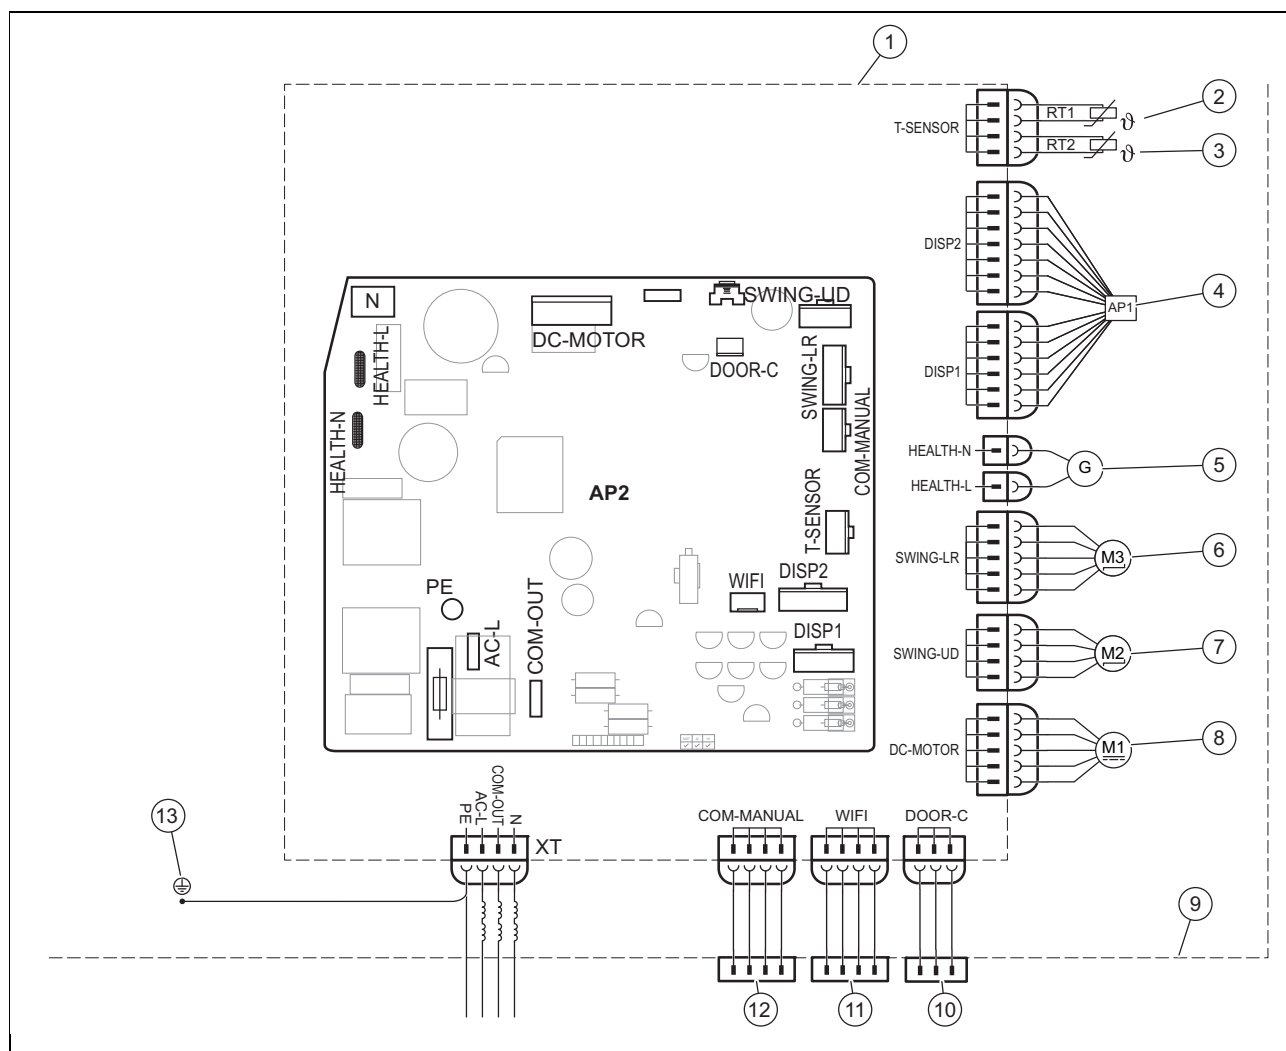 1
2
T-SENSOR
RT1
ϑ
RT2
ϑ
3
DISP2
AP1
4
DISP1
HEALTH-N
G
5
HEALTH-L
SWING-LR
M3
6
SWING-UD
M2
7
DC-MOTOR
M1
8
N
HEALTH-L
HEALTH-N
DC-MOTOR
SWING-UD
DOOR-C
SWING-LR
COM-MANUAL
AP2
T-SENSOR
WIFI
DISP2
DISP1
PE
AC-L
COM-OUT
PE
AC-L
COM-OUT
N
XT
COM-MANUAL
WIFI
DOOR-C
13
9
12
11
10